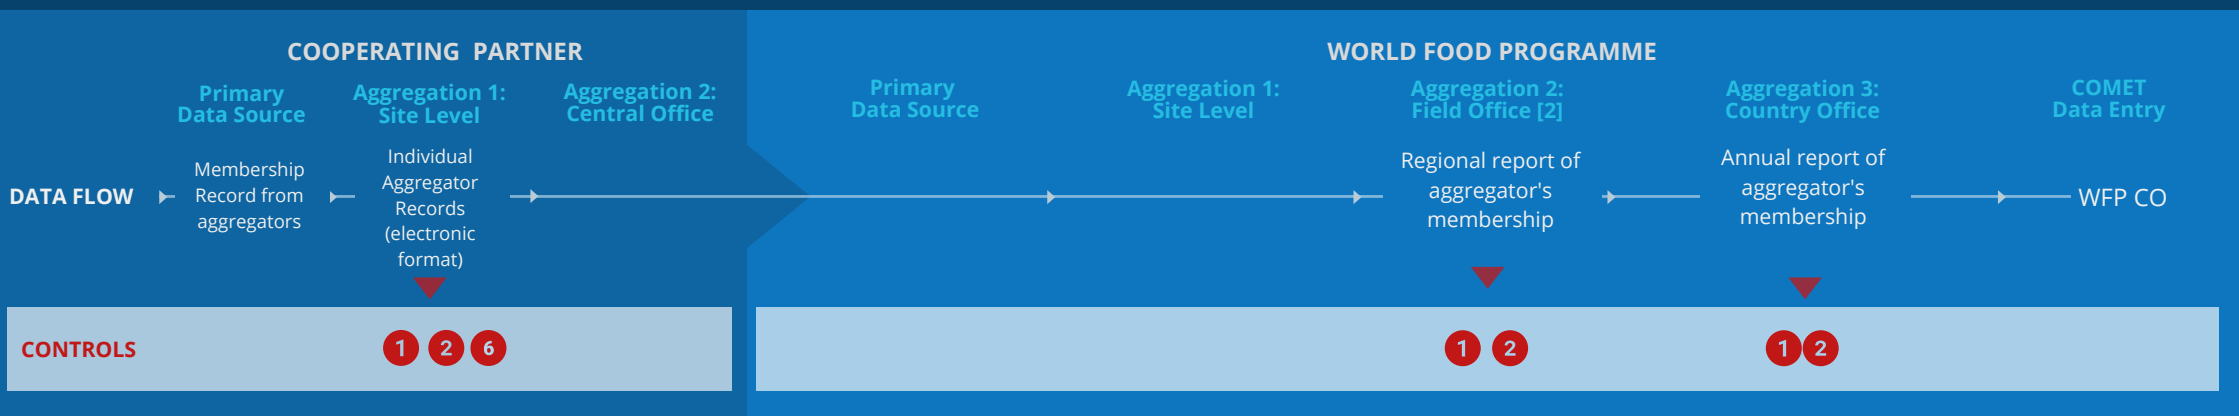 COOPERATING PARTNER
WORLD FOOD PROGRAMME
Primary
Data Source
Aggregation 1:
Site Level
Aggregation 2:
Central Office
Primary
Data Source
Aggregation 1:
Site Level
Aggregation 2:
Field Office [2]
Aggregation 3:
Country Office
COMET
Data Entry
DATA FLOW
Membership
Record from
aggregators
Individual
Aggregator
Records
(electronic
format)
Regional report of
aggregator's
membership
Annual report of
aggregator's
membership
WFP CO
CONTROLS
1 2 6
1 2
1 2